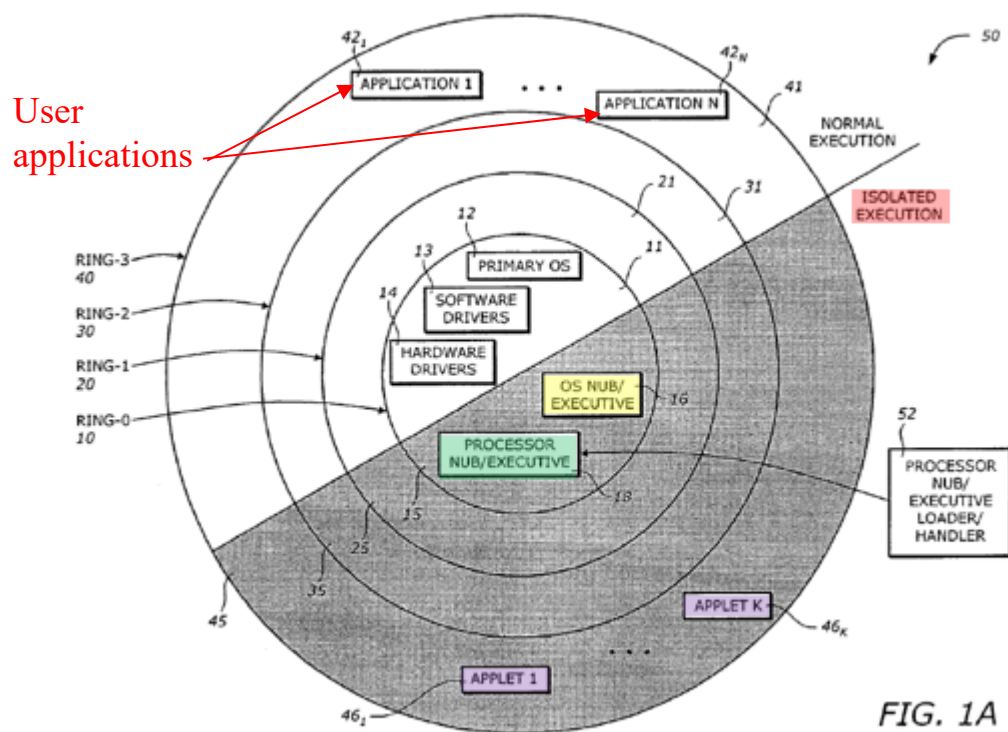 42₁
APPLICATION 1
• • •
42N
APPLICATION N
41
50
User
applications
NORMAL
EXECUTION
ISOLATED
EXECUTION
21
31
12
PRIMARY OS
11
13
SOFTWARE
DRIVERS
14
HARDWARE
DRIVERS
RING-3
40
RING-2
30
RING-1
20
RING-0
10
OS NUB/
EXECUTIVE
16
PROCESSOR
NUB/EXECUTIVE
18
52
PROCESSOR
NUB/
EXECUTIVE
LOADER/
HANDLER
15
25
35
45
APPLET K
46K
• • •
APPLET 1
46₁
FIG. 1A